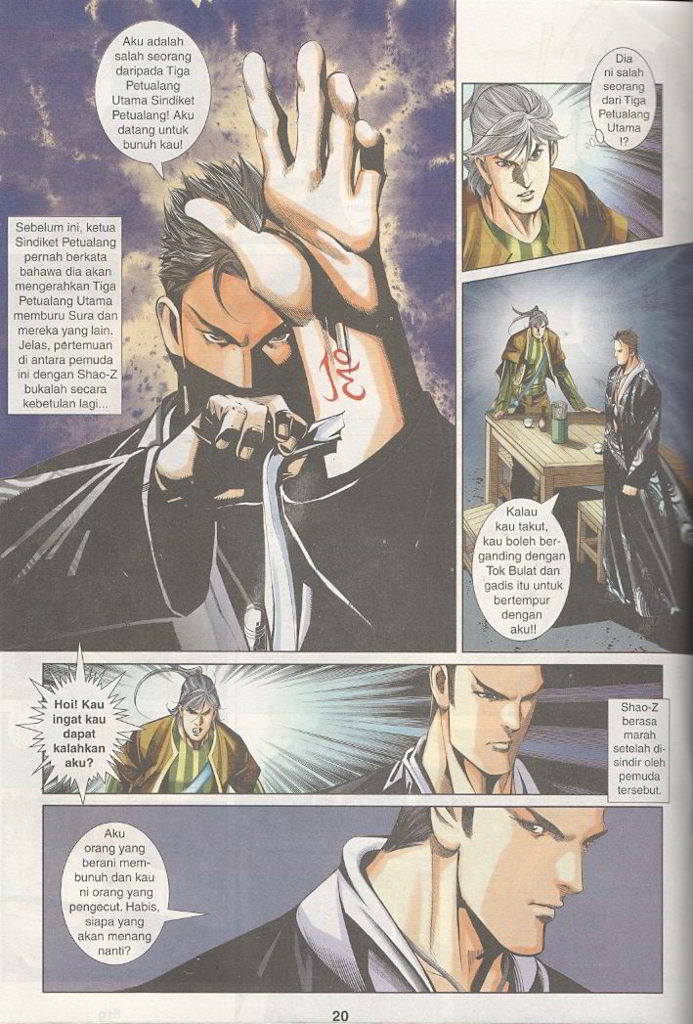 Aku adalah
salah seorang
daripada Tiga
Petualang
Utama Sindiket
Petualang! Aku
datang untuk
bunuh kau!
Sebelum ini, ketua
Sindiket Petualang
pernah berkata
bahawa dia akan
mengerahkan Tiga
Petualang Utama
memburu Sura dan
mereka yang lain.
Jelas, pertemuan
di antara pemuda
ini dengan Shao-Z
bukalah secara
kebetulan lagi...
Dia
ni salah
seorang
dari Tiga
Petualang
Utama
!?
Kalau
kau takut,
kau boleh ber-
ganding dengan
Tok Bulat dan
gadis itu untuk
bertempur
dengan
aku!!
Hoi! Kau
ingat kau
dapat
kalahkan
aku?
Shao-Z
berasa
marah
setelah di-
sindir oleh
pemuda
tersebut.
Aku
orang yang
berani mem-
bunuh dan kau
ni orang yang
pengecut. Habis,
siapa yang
akan menang
nanti?
20